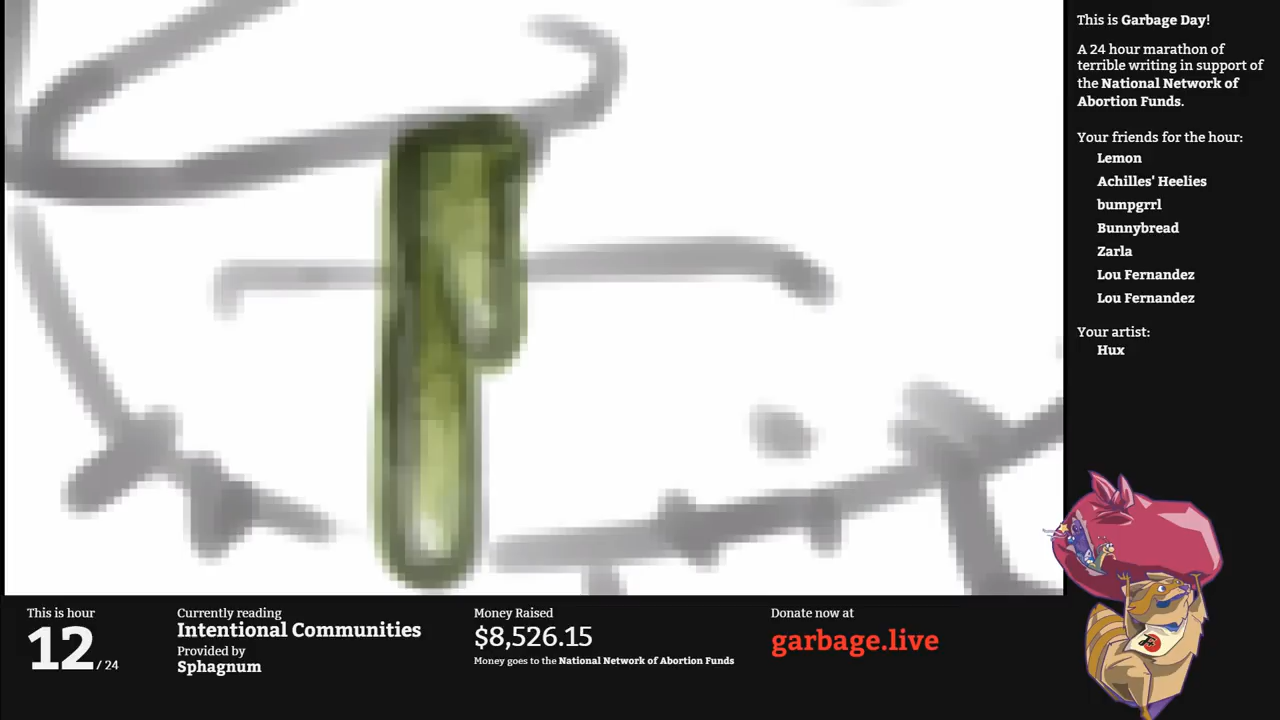 This is Garbage Day!
A 24 hour marathon of
terrible writing in support of
the National Network of
Abortion Funds.
Your friends for the hour:
Lemon
Achilles' Heelies
bumpgrrl
Bunnybread
Zarla
Lou Fernandez
Lou Fernandez
Your artist:
Hux
This is hour
12 / 24
Currently reading
Intentional Communities
Provided by
Sphagnum
Money Raised
$8,526.15
Money goes to the National Network of Abortion Funds
Donate now at
garbage.live